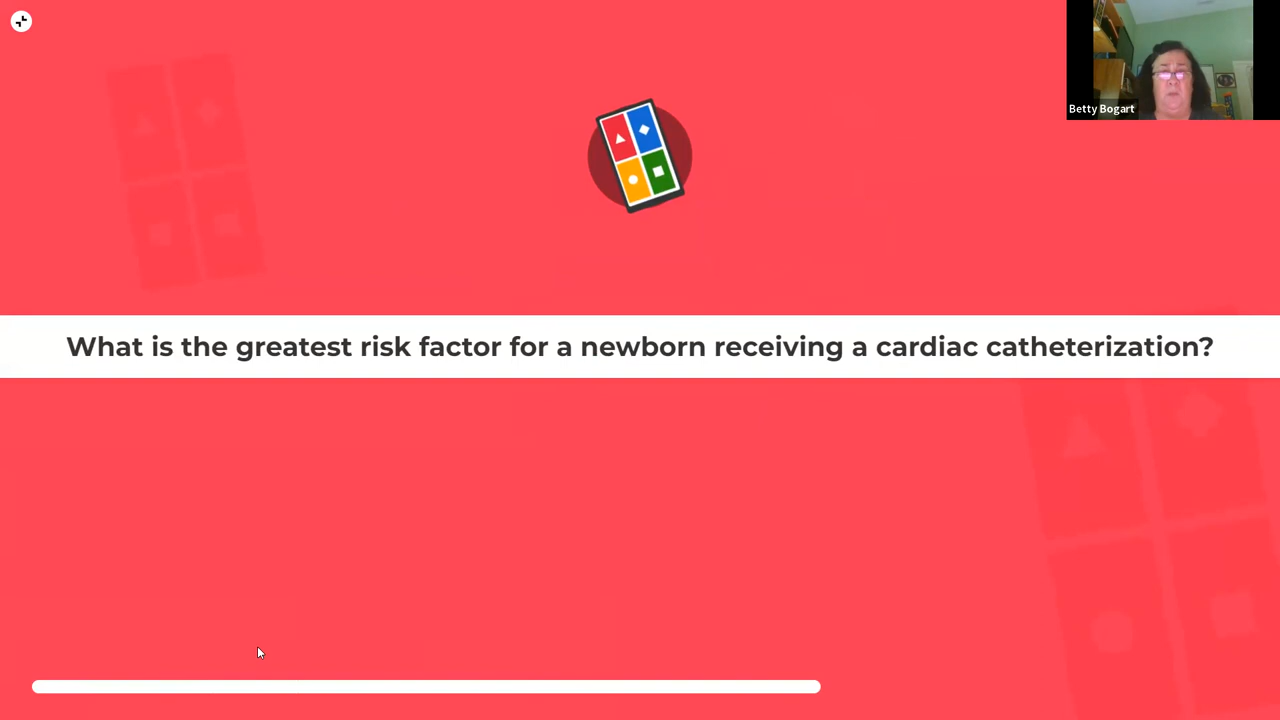 Betty Bogart
What is the greatest risk factor for a newborn receiving a cardiac catheterization?